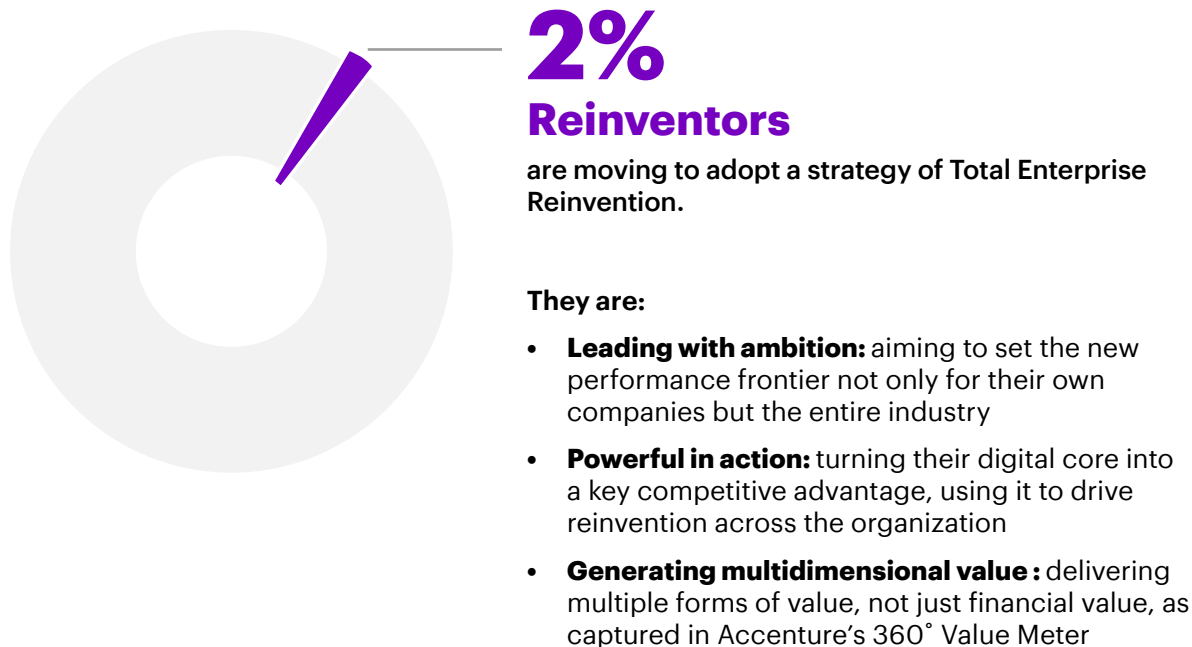 2%
Reinventors
are moving to adopt a strategy of Total Enterprise
Reinvention.
They are:
• Leading with ambition: aiming to set the new
performance frontier not only for their own
companies but the entire industry
• Powerful in action: turning their digital core into
a key competitive advantage, using it to drive
reinvention across the organization
• Generating multidimensional value : delivering
multiple forms of value, not just financial value, as
captured in Accenture’s 360˚ Value Meter